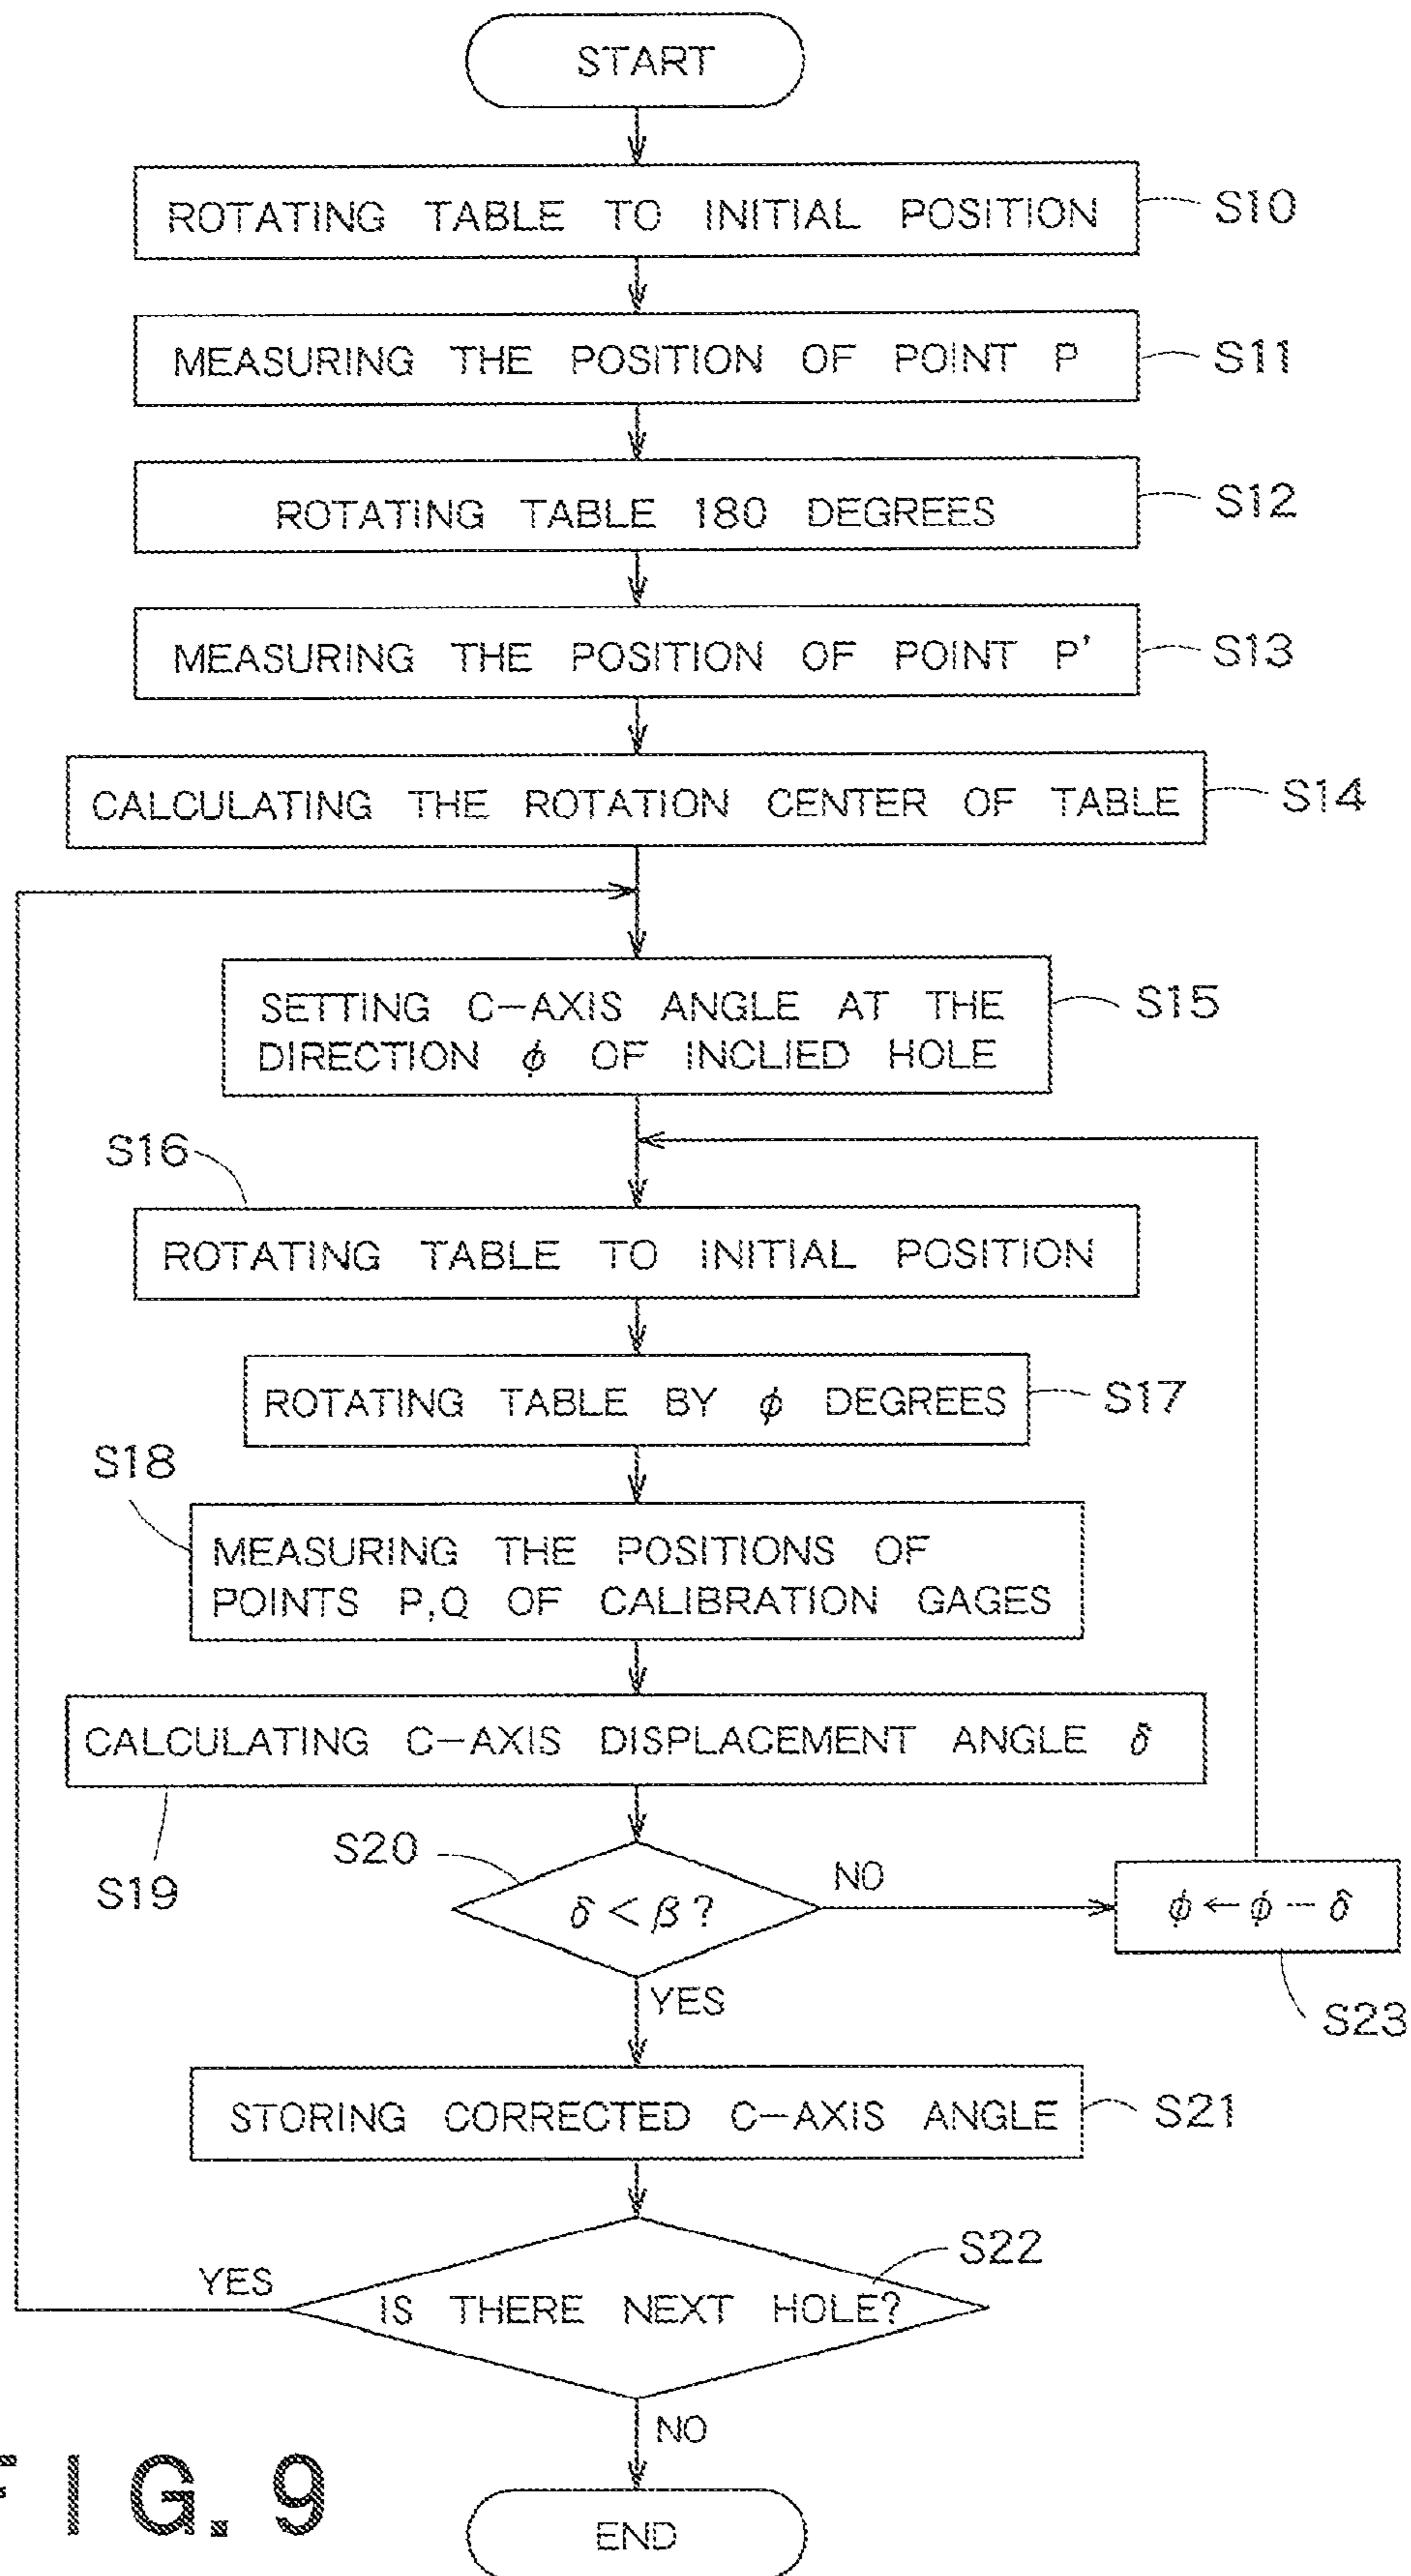 START
ROTATING TABLE TO INITIAL POSITION
S10
MEASURING THE POSITION OF POINT P
S11
ROTATING TABLE 180 DEGREES
S12
MEASURING THE POSITION OF POINT P'
S13
CALCULATING THE ROTATION CENTER OF TABLE
S14
SETTING C-AXIS ANGLE AT THE
DIRECTION ϕ OF INCLIED HOLE
S15
S16
ROTATING TABLE TO INITIAL POSITION
ROTATING TABLE BY ϕ DEGREES
S17
S18
MEASURING THE POSITIONS OF
POINTS P,Q OF CALIBRATION GAGES
CALCULATING C-AXIS DISPLACEMENT ANGLE δ
S19
S20
δ < β ?
NO
ϕ ← ϕ - δ
S23
YES
STORING CORRECTED C-AXIS ANGLE
S21
S22
YES
IS THERE NEXT HOLE?
NO
END
FIG. 9